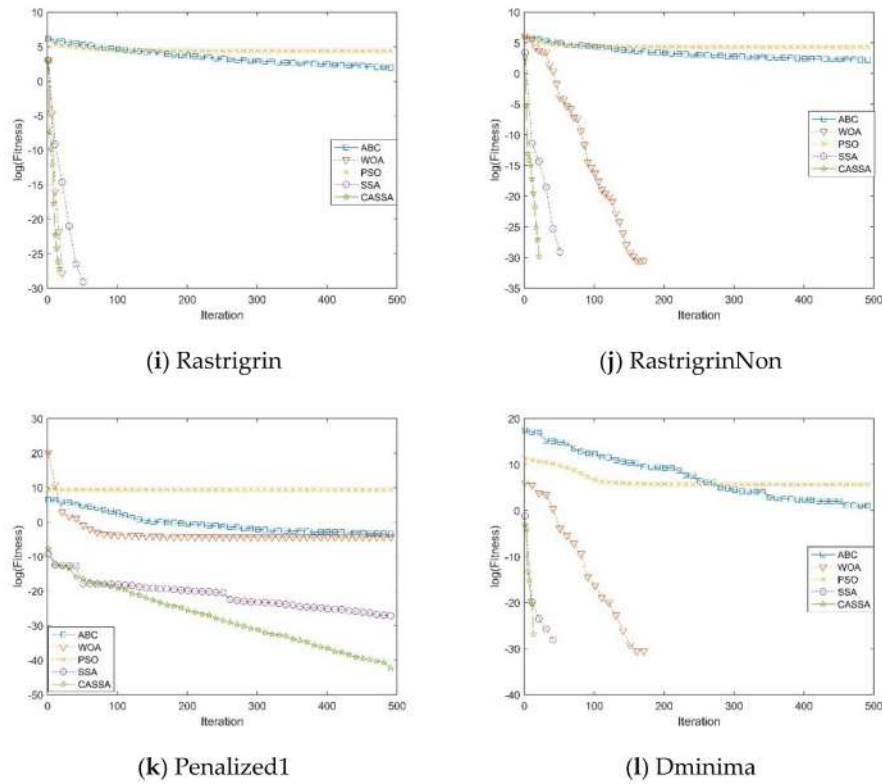 10
5
0
-5
-10
-15
-20
-25
-30
log(Fitness)
ABC
WOA
PSO
SSA
CASSA
0 100 200 300 400 500
Iteration
(i) Rastrigrin
10
5
0
-5
-10
-15
-20
-25
-30
-35
log(Fitness)
ABC
WOA
PSO
SSA
CASSA
0 100 200 300 400 500
Iteration
(j) RastrigrinNon
30
20
10
0
-10
-20
-30
-40
-50
log(Fitness)
ABC
WOA
PSO
SSA
CASSA
0 100 200 300 400 500
Iteration
(k) Penalized1
20
10
0
-10
-20
-30
-40
log(Fitness)
ABC
WOA
PSO
SSA
CASSA
0 100 200 300 400 500
Iteration
(l) Dminima